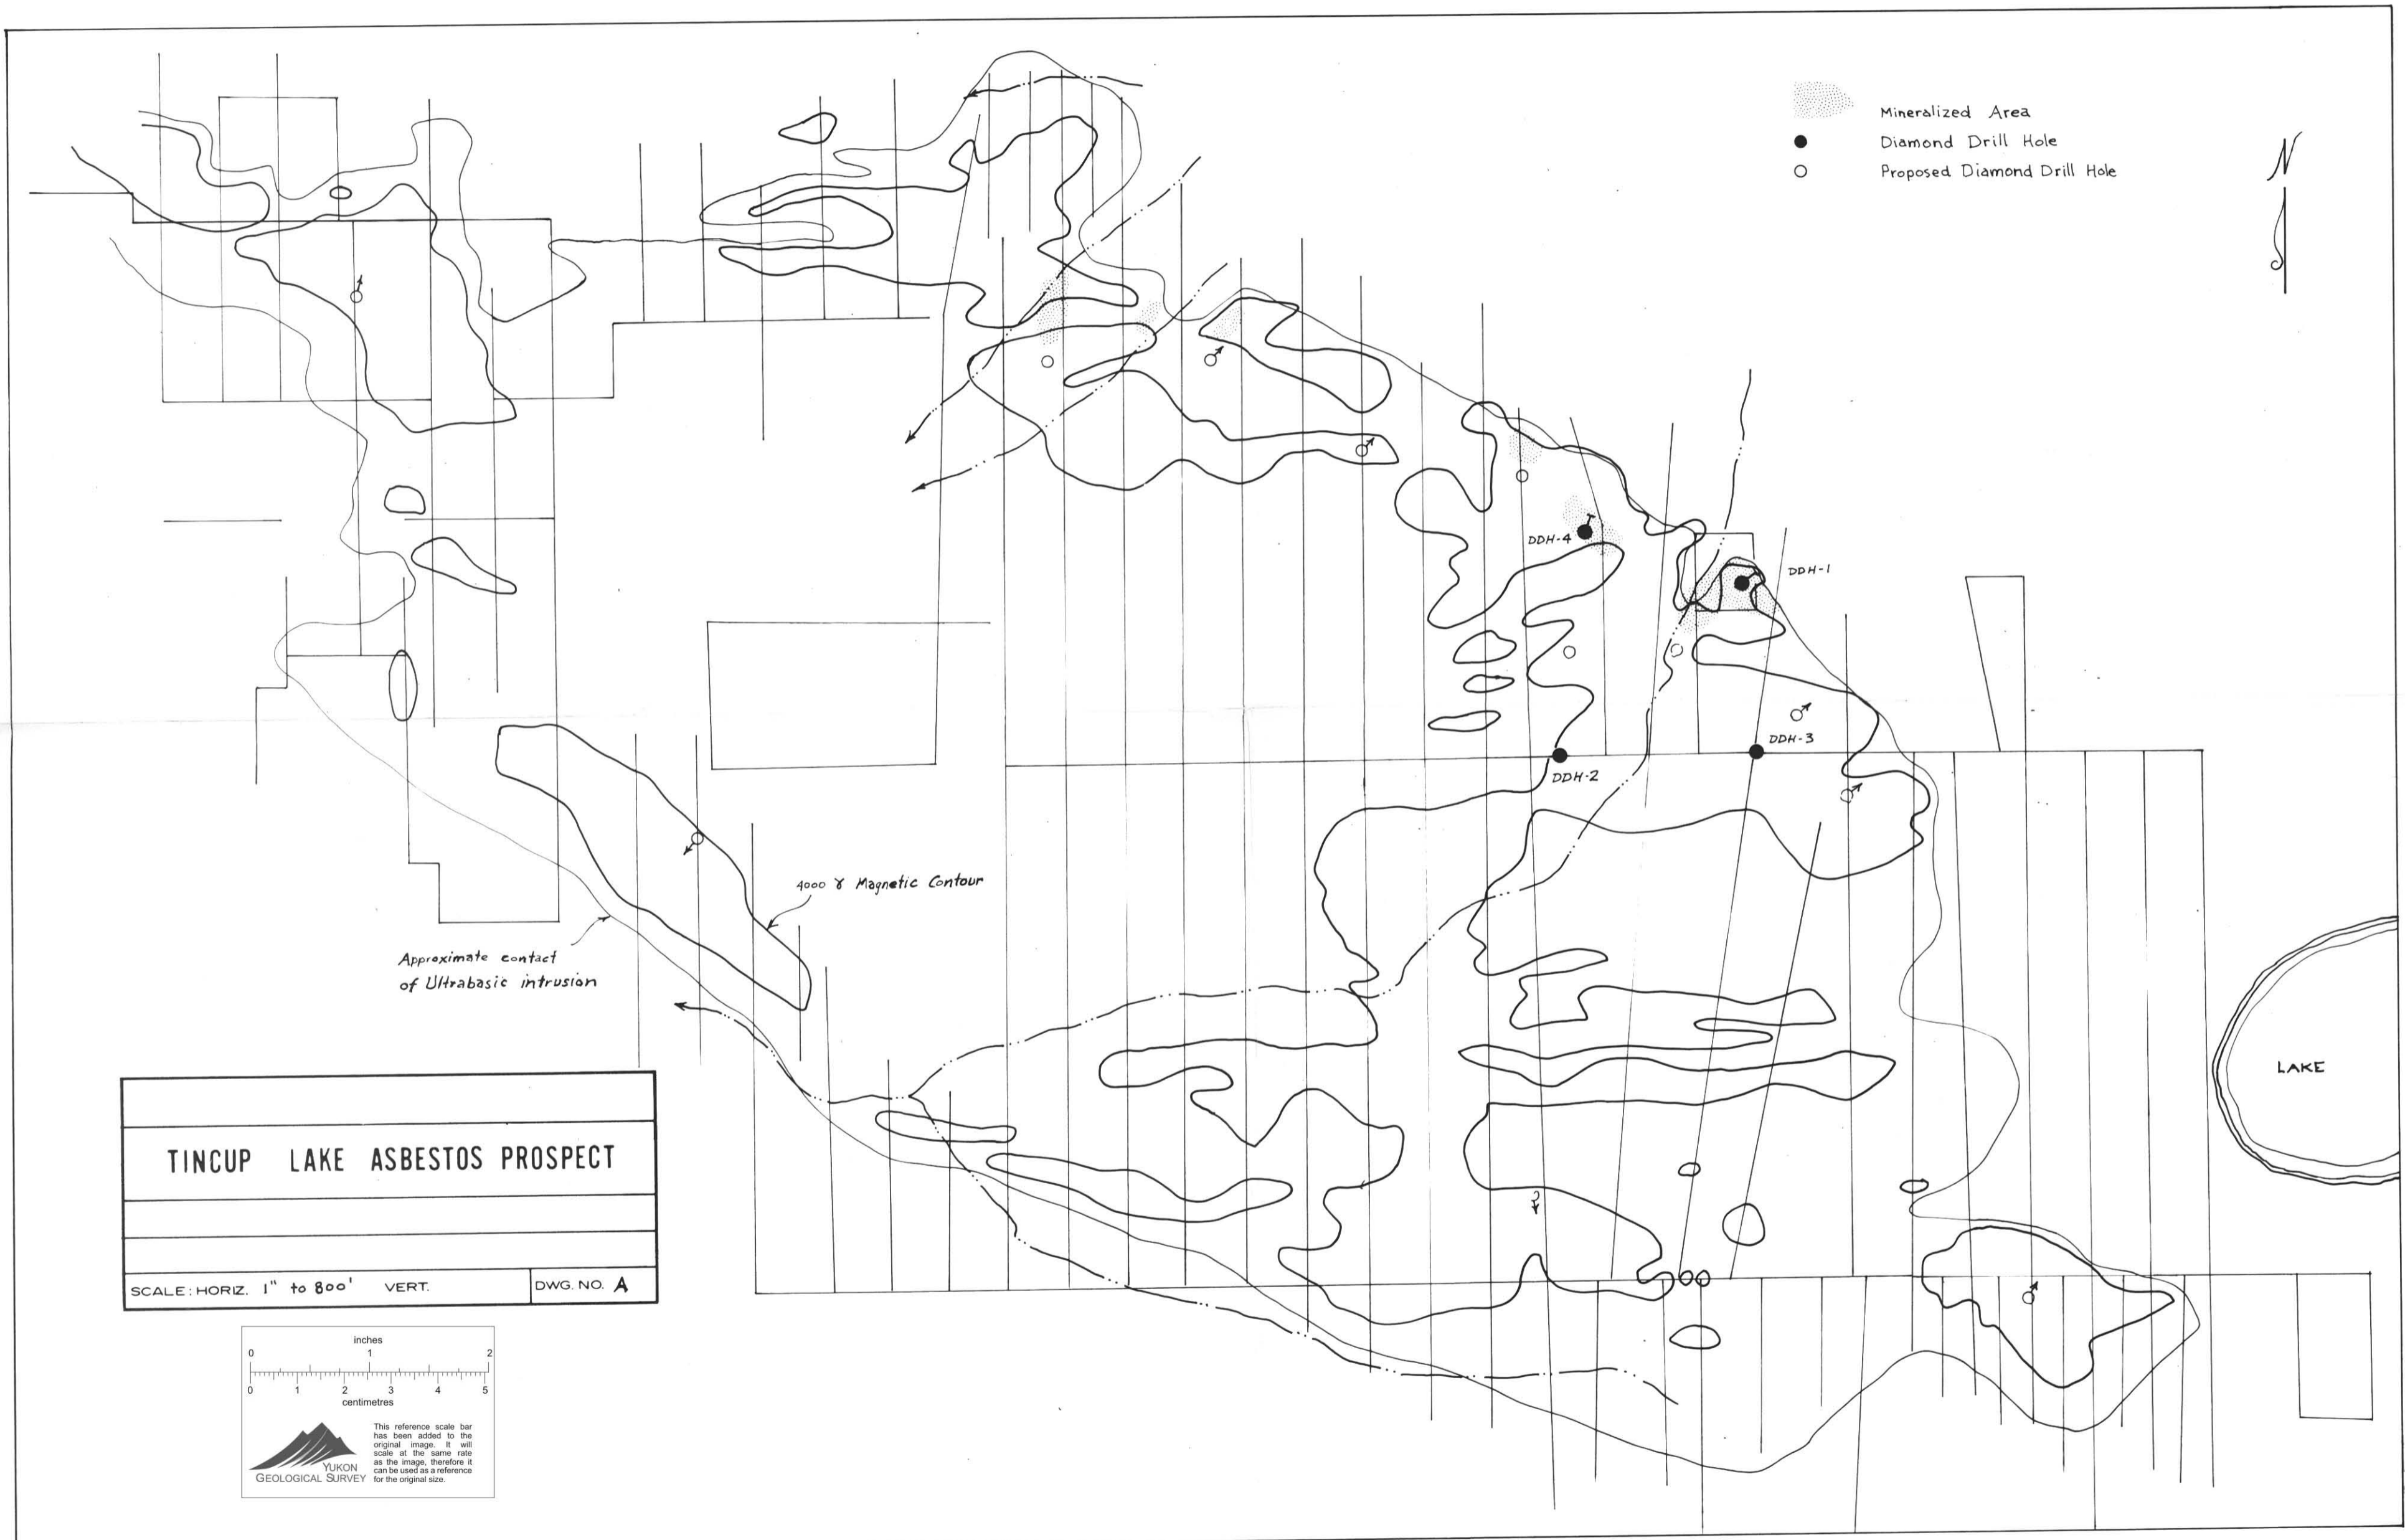 Mineralized Area
Diamond Drill Hole
Proposed Diamond Drill Hole
N
DDH-4
DDH-1
DDH-3
DDH-2
4000 γ Magnetic Contour
Approximate contact
of Ultrabasic intrusion
LAKE
TINCUP LAKE ASBESTOS PROSPECT
SCALE: HORIZ. 1" to 800' VERT.
DWG. NO. A
inches
0 1 2
0 1 2 3 4 5
centimetres
This reference scale bar
has been added to the
original image. It will
scale at the same rate
as the image, therefore it
can be used as a reference
for the original size.
YUKON
GEOLOGICAL SURVEY